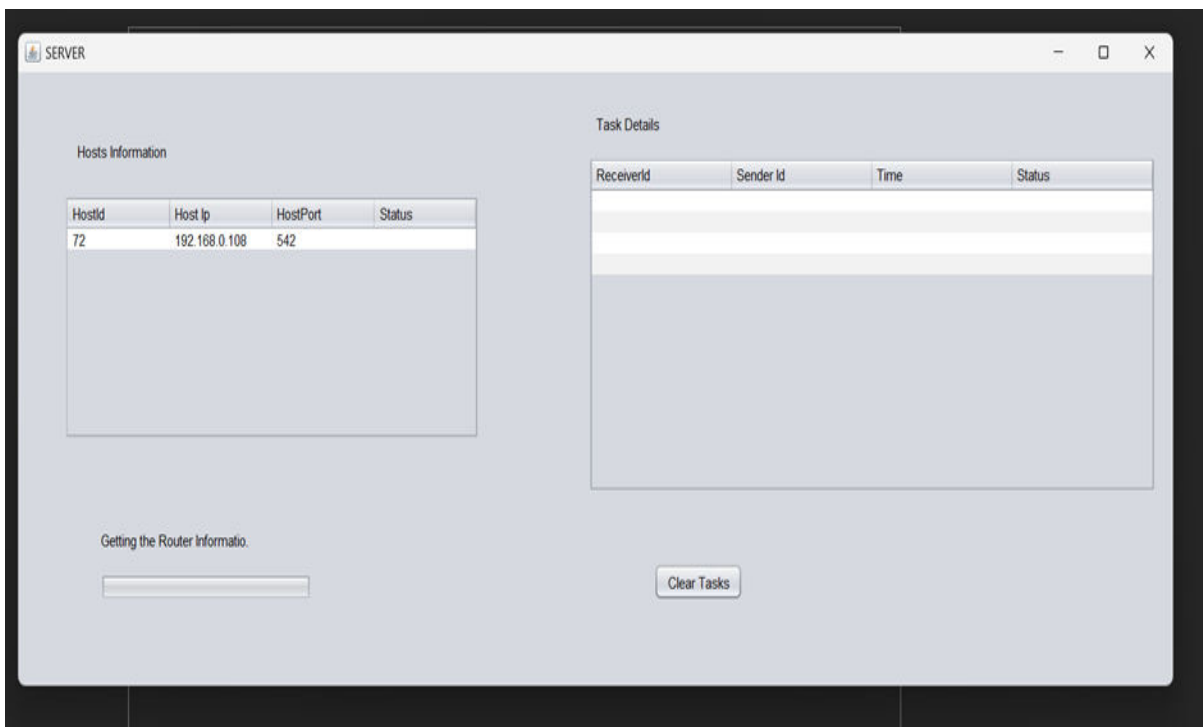 SERVER
Hosts Information
HostId Host Ip HostPort Status
72 192.168.0.108 542
Task Details
ReceiverId Sender Id Time Status
Getting the Router Informatio.
Clear Tasks